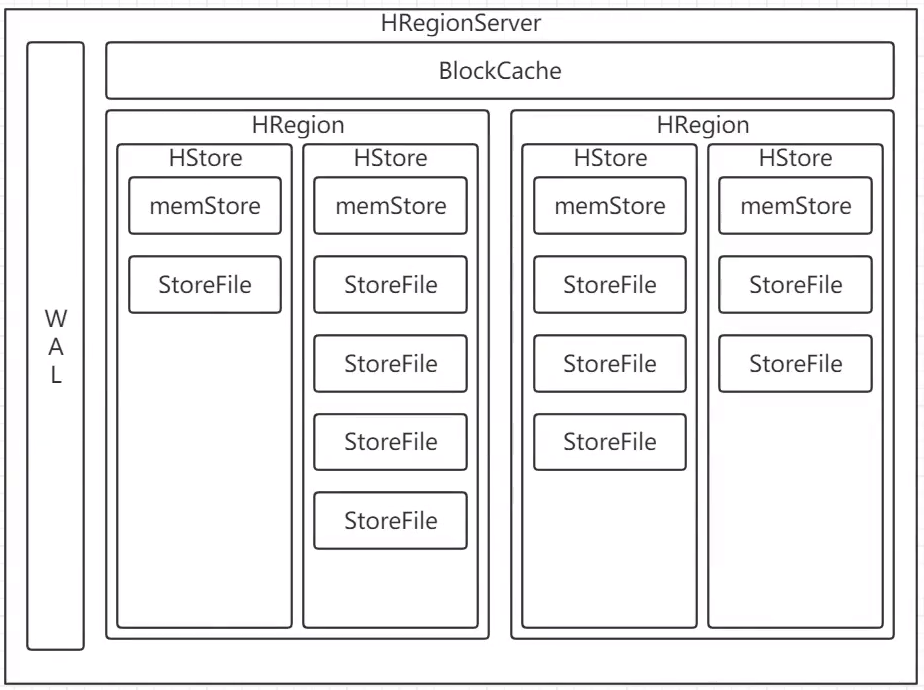 HRegionServer
BlockCache
W
A
L
HRegion
HStore
memStore
StoreFile
HStore
memStore
StoreFile
StoreFile
StoreFile
StoreFile
HRegion
HStore
memStore
StoreFile
StoreFile
StoreFile
HStore
memStore
StoreFile
StoreFile